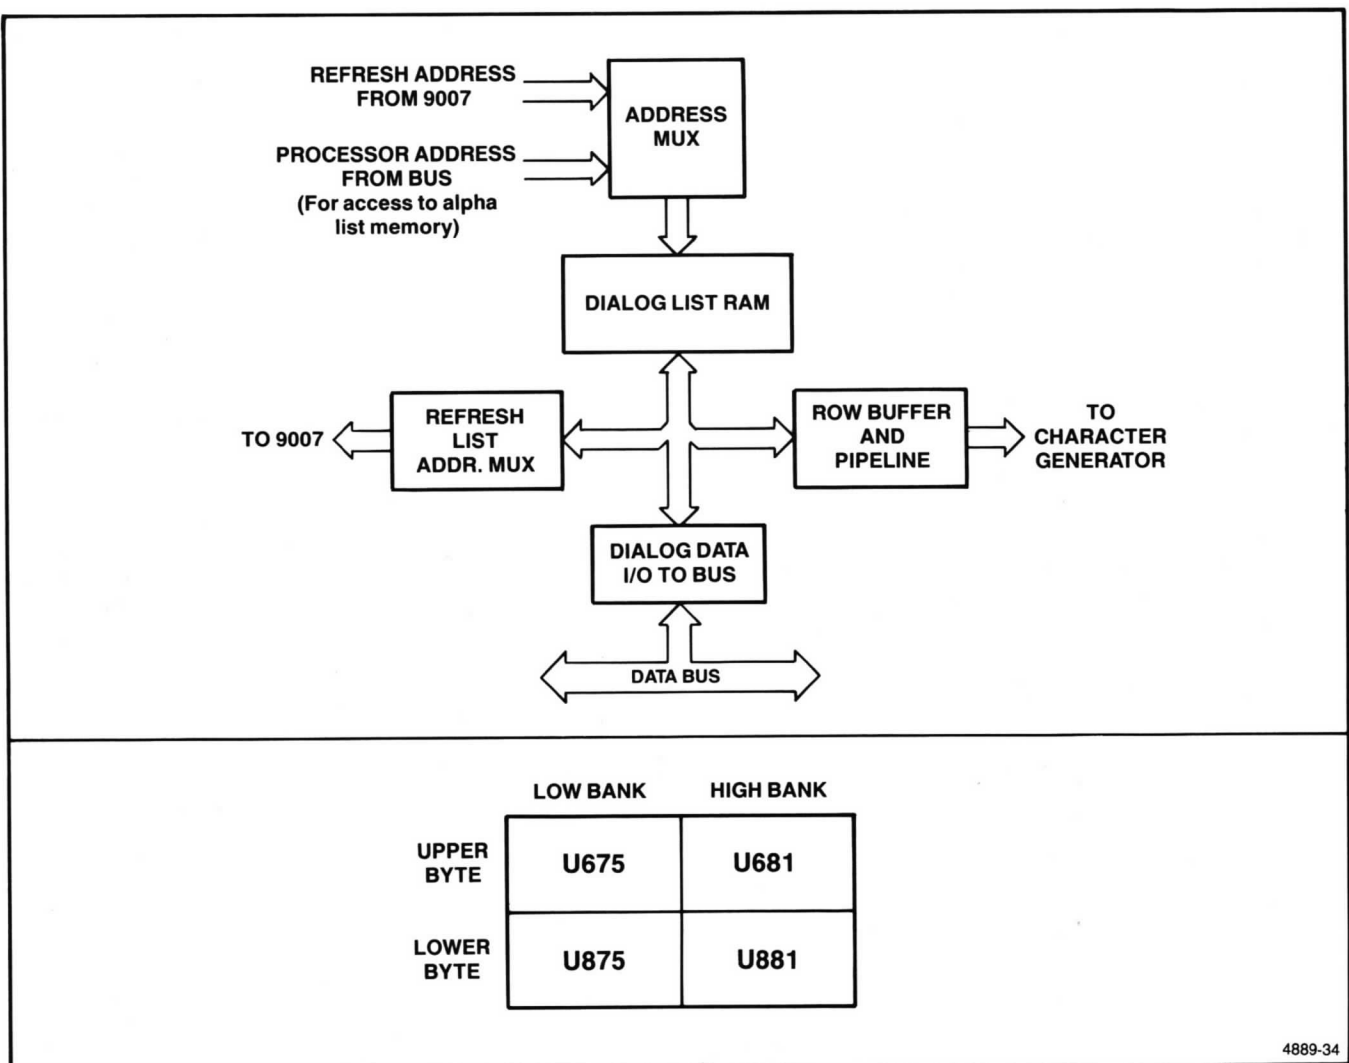 REFRESH ADDRESS
FROM 9007
PROCESSOR ADDRESS
FROM BUS
(For access to alpha
list memory)
ADDRESS
MUX
DIALOG LIST RAM
TO 9007
REFRESH
LIST
ADDR. MUX
ROW BUFFER
AND
PIPELINE
TO
CHARACTER
GENERATOR
DIALOG DATA
I/O TO BUS
DATA BUS
LOW BANK HIGH BANK
UPPER
BYTE
U675 U681
LOWER
BYTE
U875 U881
4889-34